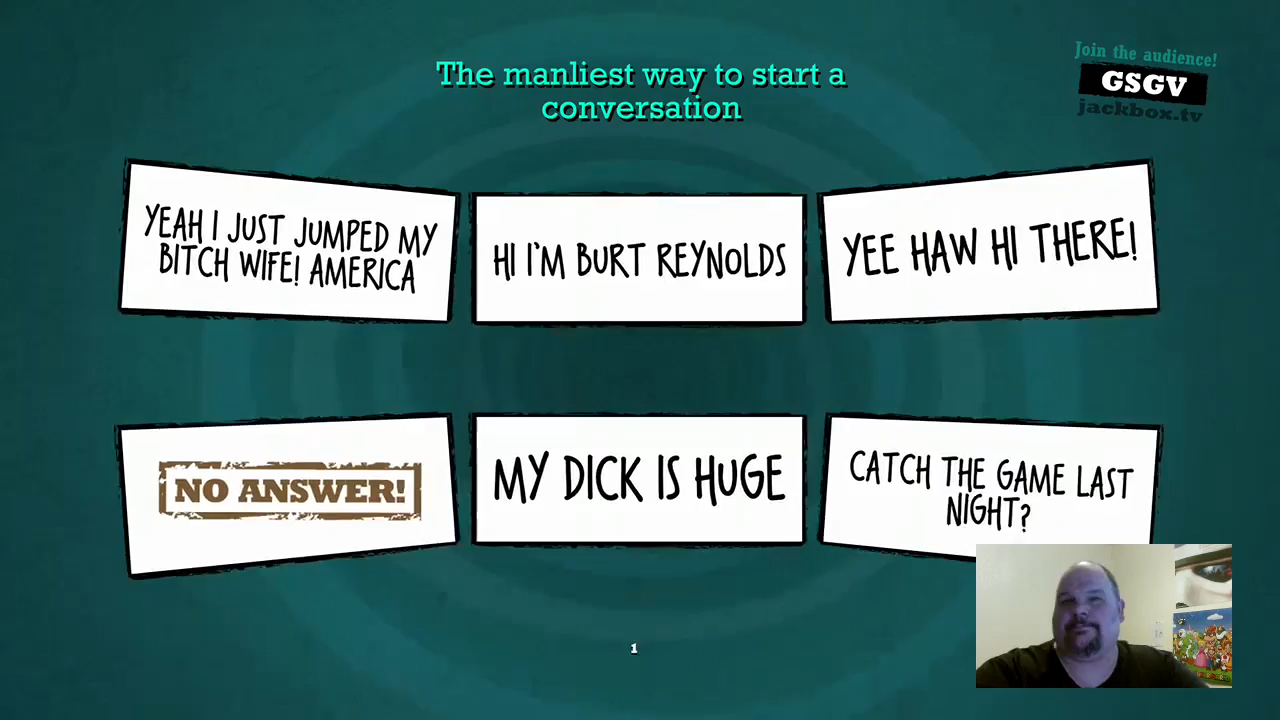 The manliest way to start a
conversation
Join the audience!
GSGV
jackbox.tv
YEAH I JUST JUMPED MY
BITCH WIFE! AMERICA
HI I'M BURT REYNOLDS
YEE HAW HI THERE!
NO ANSWER!
MY DICK IS HUGE
CATCH THE GAME LAST
NIGHT?
1